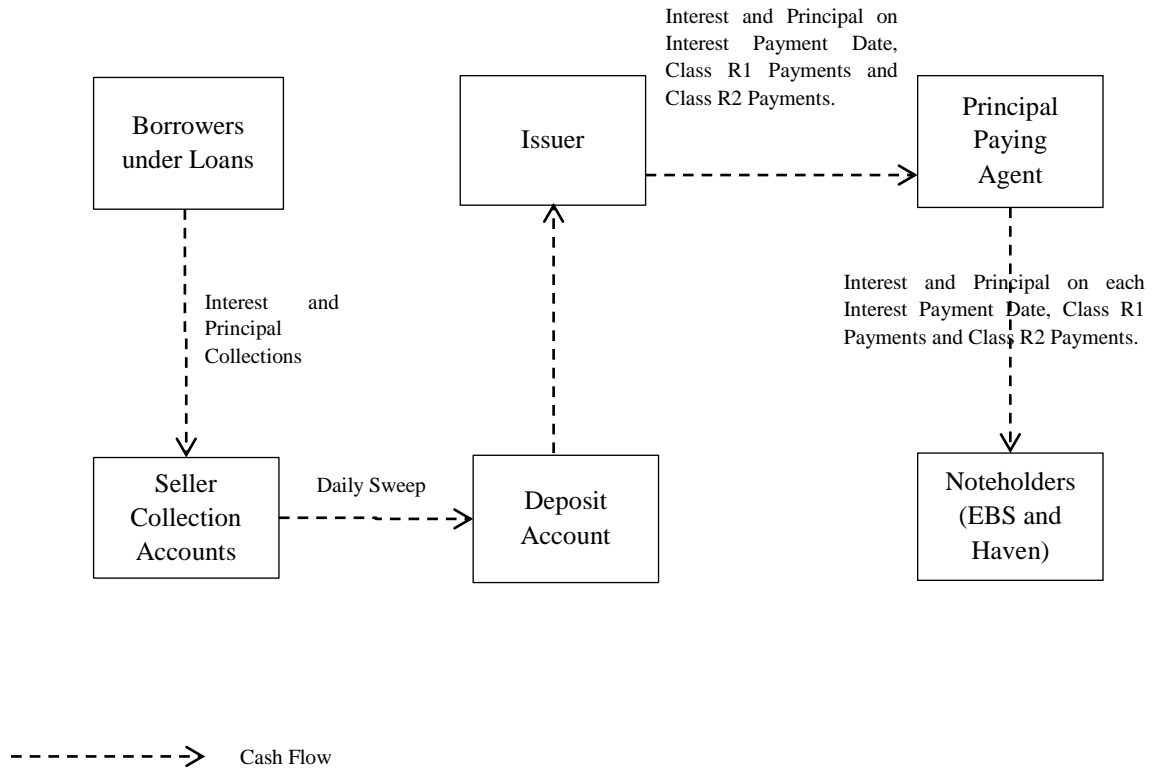 Interest and Principal on
Interest Payment Date,
Class R1 Payments and
Class R2 Payments.
Borrowers
under Loans
Issuer
Principal
Paying
Agent
Interest and
Principal
Collections
Interest and Principal on each
Interest Payment Date, Class R1
Payments and Class R2 Payments.
Seller
Collection
Accounts
Daily Sweep
Deposit
Account
Noteholders
(EBS and
Haven)
Cash Flow